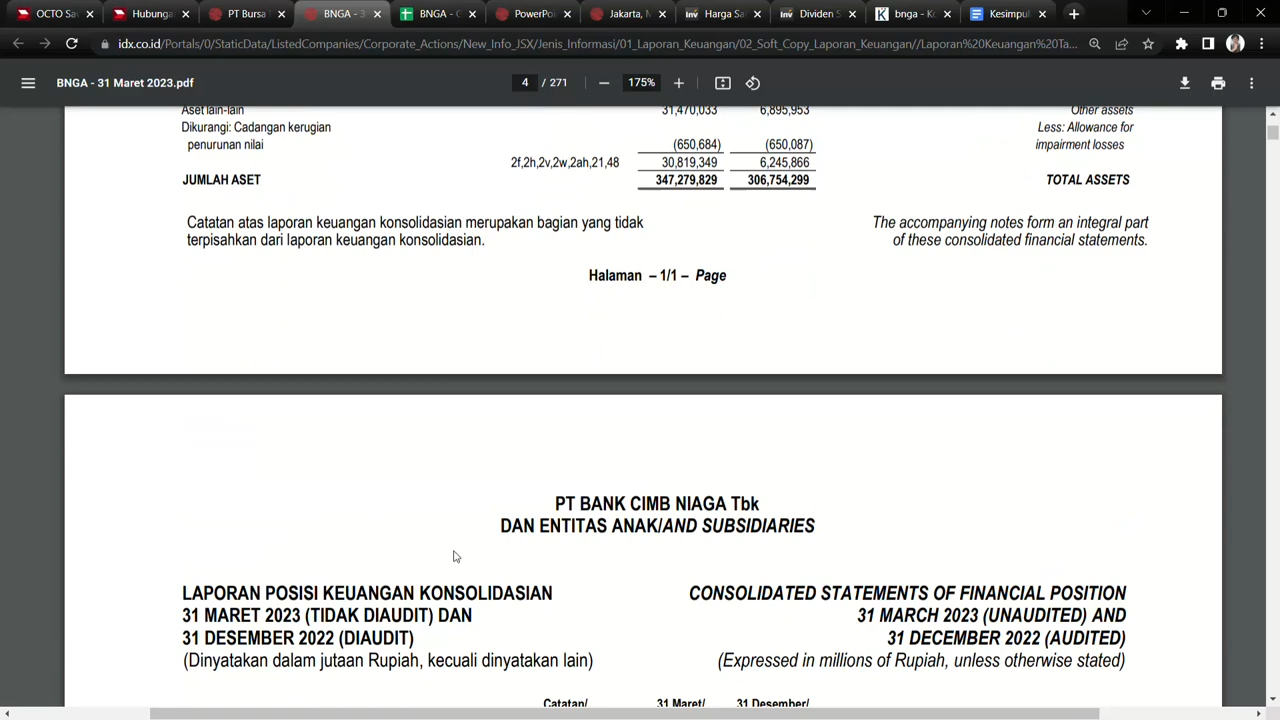 OCTO Sa
Hubunga
PT Bursa
BNGA - 3
BNGA - G
PowerPoi
Jakarta, M
Harga Sa
Dividen S
bnga - K
Kesimpul
idx.co.id/Portals/0/StaticData/ListedCompanies/Corporate_Actions/New_Info_JSX/Jenis_Informasi/01_Laporan_Keuangan/02_Soft_Copy_Laporan_Keuangan//Laporan%20Keuangan%20Ta...
BNGA - 31 Maret 2023.pdf
4 / 271
175%
Aset lain-lain 31,470,033 6,895,953 Other assets
Dikurangi: Cadangan kerugian Less: Allowance for
penurunan nilai (650,684) (650,087) impairment losses
2f,2h,2v,2w,2ah,21,48 30,819,349 6,245,866
JUMLAH ASET 347,279,829 306,754,299 TOTAL ASSETS
Catatan atas laporan keuangan konsolidasian merupakan bagian yang tidak
terpisahkan dari laporan keuangan konsolidasian.
The accompanying notes form an integral part
of these consolidated financial statements.
Halaman – 1/1 – Page
PT BANK CIMB NIAGA Tbk
DAN ENTITAS ANAK/AND SUBSIDIARIES
LAPORAN POSISI KEUANGAN KONSOLIDASIAN
31 MARET 2023 (TIDAK DIAUDIT) DAN
31 DESEMBER 2022 (DIAUDIT)
(Dinyatakan dalam jutaan Rupiah, kecuali dinyatakan lain)
CONSOLIDATED STATEMENTS OF FINANCIAL POSITION
31 MARCH 2023 (UNAUDITED) AND
31 DECEMBER 2022 (AUDITED)
(Expressed in millions of Rupiah, unless otherwise stated)
Catatan/ 31 Maret/ 31 Desember/